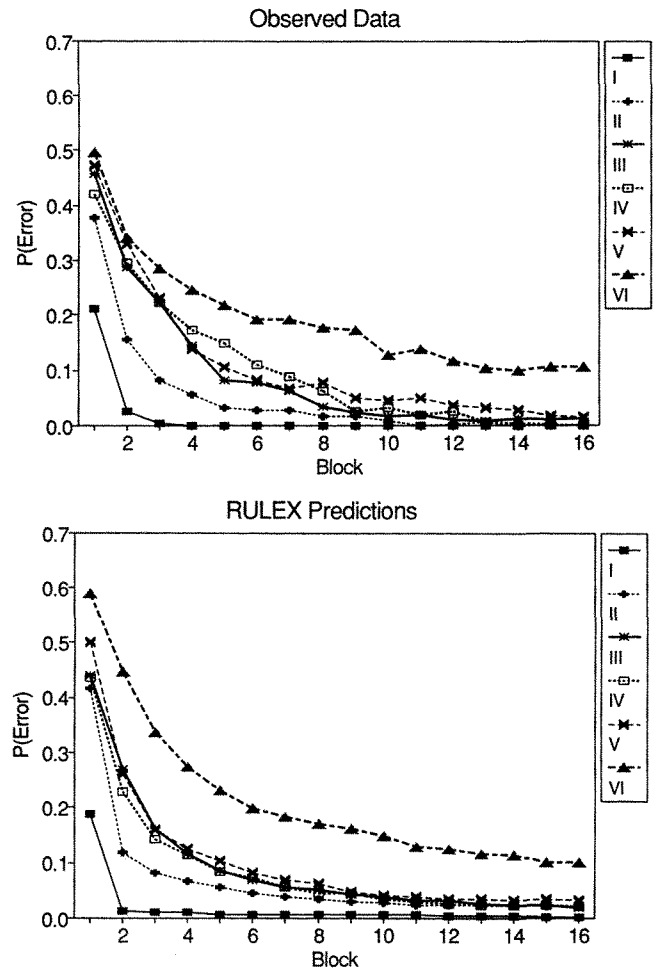 Observed Data
0.7
0.6
0.5
0.4
0.3
0.2
0.1
0.0
P(Error)
2 4 6 8 10 12 14 16
Block
I
II
III
IV
V
VI
RULEX Predictions
0.7
0.6
0.5
0.4
0.3
0.2
0.1
0.0
P(Error)
2 4 6 8 10 12 14 16
Block
I
II
III
IV
V
VI